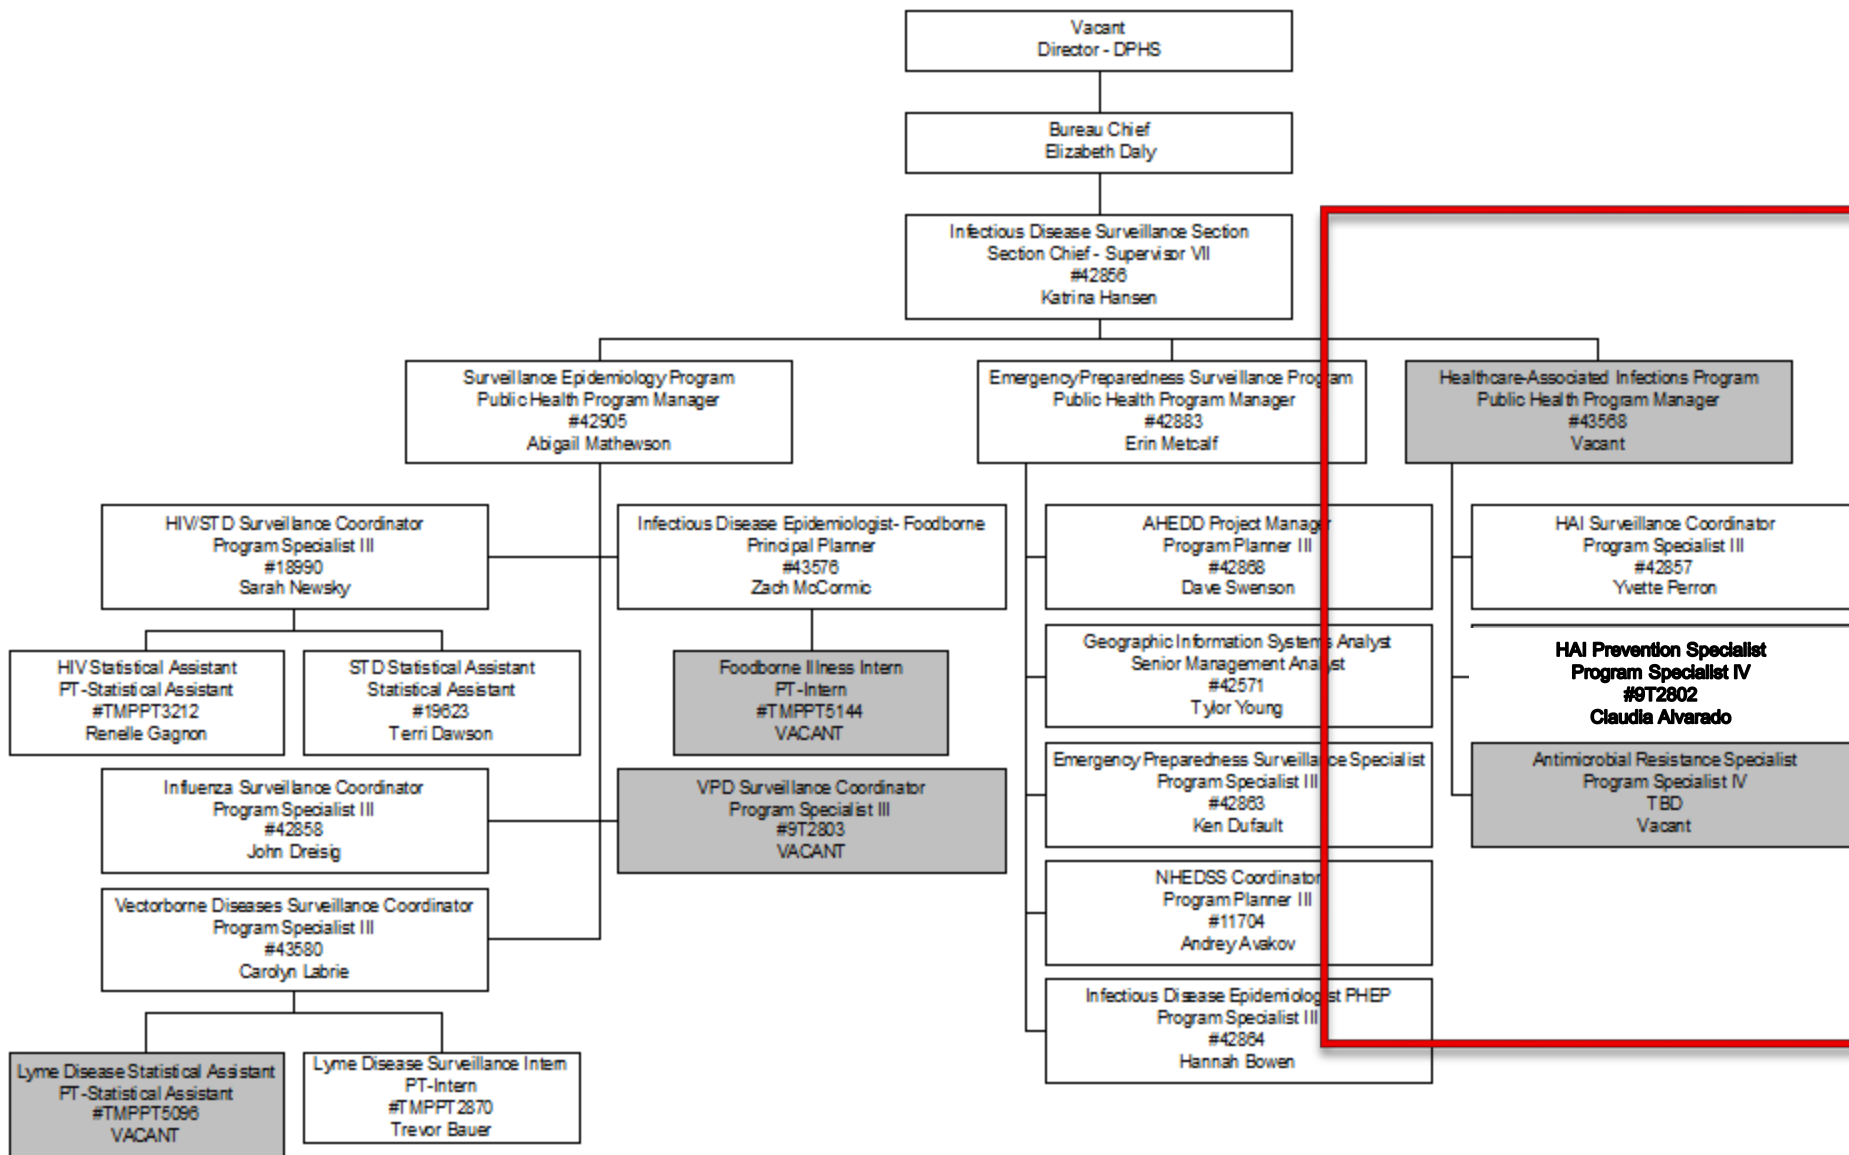 Vacant
Director - DPHS
Bureau Chief
Elizabeth Daly
Infectious Disease Surveillance Section
Section Chief - Supervisor VII
#42856
Katrina Hansen
Surveillance Epidemiology Program
Public Health Program Manager
#42905
Abigail Mathewson
Emergency Preparedness Surveillance Program
Public Health Program Manager
#42883
Erin Metcalf
Healthcare-Associated Infections Program
Public Health Program Manager
#43568
Vacant
HIV/STD Surveillance Coordinator
Program Specialist III
#18990
Sarah Newsky
Infectious Disease Epidemiologist- Foodborne
Principal Planner
#43576
Zach McCormic
AHEDD Project Manager
Program Planner III
#42868
Dave Swenson
HAI Surveillance Coordinator
Program Specialist III
#42857
Yvette Perron
HIV Statistical Assistant
PT-Statistical Assistant
#TMPPT3212
Renelle Gagnon
STD Statistical Assistant
Statistical Assistant
#19623
Terri Dawson
Foodborne Illness Intern
PT-Intern
#TMPPT5144
VACANT
Geographic Information Systems Analyst
Senior Management Analyst
#42571
Tylor Young
HAI Prevention Specialist
Program Specialist IV
#9T2802
Claudia Alvarado
Influenza Surveillance Coordinator
Program Specialist III
#42858
John Dreisig
VPD Surveillance Coordinator
Program Specialist III
#9T2803
VACANT
Emergency Preparedness Surveillance Specialist
Program Specialist III
#42863
Ken Dufault
Antimicrobial Resistance Specialist
Program Specialist IV
TBD
Vacant
Vectorborne Diseases Surveillance Coordinator
Program Specialist III
#43580
Carolyn Labrie
NHEDSS Coordinator
Program Planner III
#11704
Andrey Avakov
Infectious Disease Epidemiologist PHEP
Program Specialist III
#42864
Hannah Bowen
Lyme Disease Statistical Assistant
PT-Statistical Assistant
#TMPPT5096
VACANT
Lyme Disease Surveillance Intern
PT-Intern
#TMPPT2870
Trevor Bauer